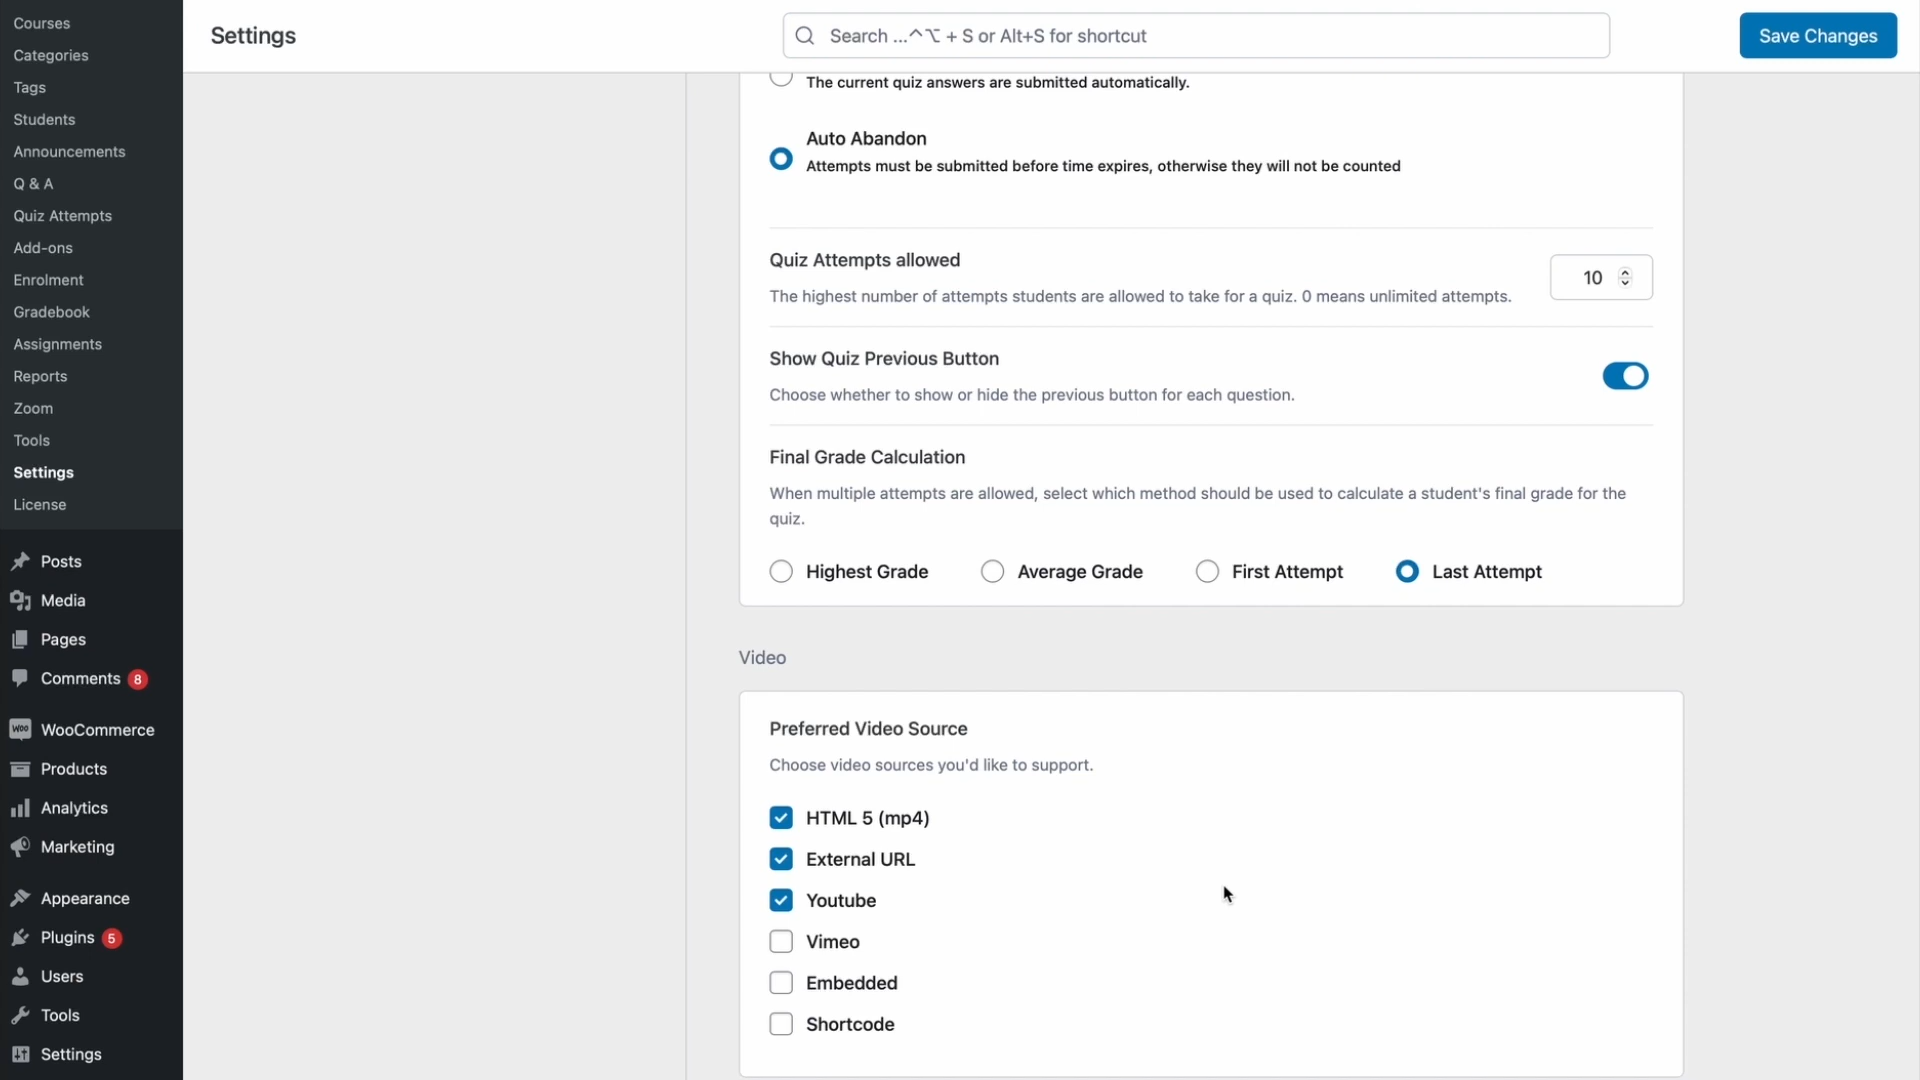 Courses
Categories
Tags
Students
Announcements
Q & A
Quiz Attempts
Add-ons
Enrolment
Gradebook
Assignments
Reports
Zoom
Tools
Settings
License
Posts
Media
Pages
Comments 8
WooCommerce
Products
Analytics
Marketing
Appearance
Plugins 5
Users
Tools
Settings
Settings
Search ...^⌥ + S or Alt+S for shortcut
Save Changes
The current quiz answers are submitted automatically.
Auto Abandon
Attempts must be submitted before time expires, otherwise they will not be counted
Quiz Attempts allowed
The highest number of attempts students are allowed to take for a quiz. 0 means unlimited attempts.
10
Show Quiz Previous Button
Choose whether to show or hide the previous button for each question.
Final Grade Calculation
When multiple attempts are allowed, select which method should be used to calculate a student's final grade for the
quiz.
Highest Grade Average Grade First Attempt Last Attempt
Video
Preferred Video Source
Choose video sources you'd like to support.
HTML 5 (mp4)
External URL
Youtube
Vimeo
Embedded
Shortcode